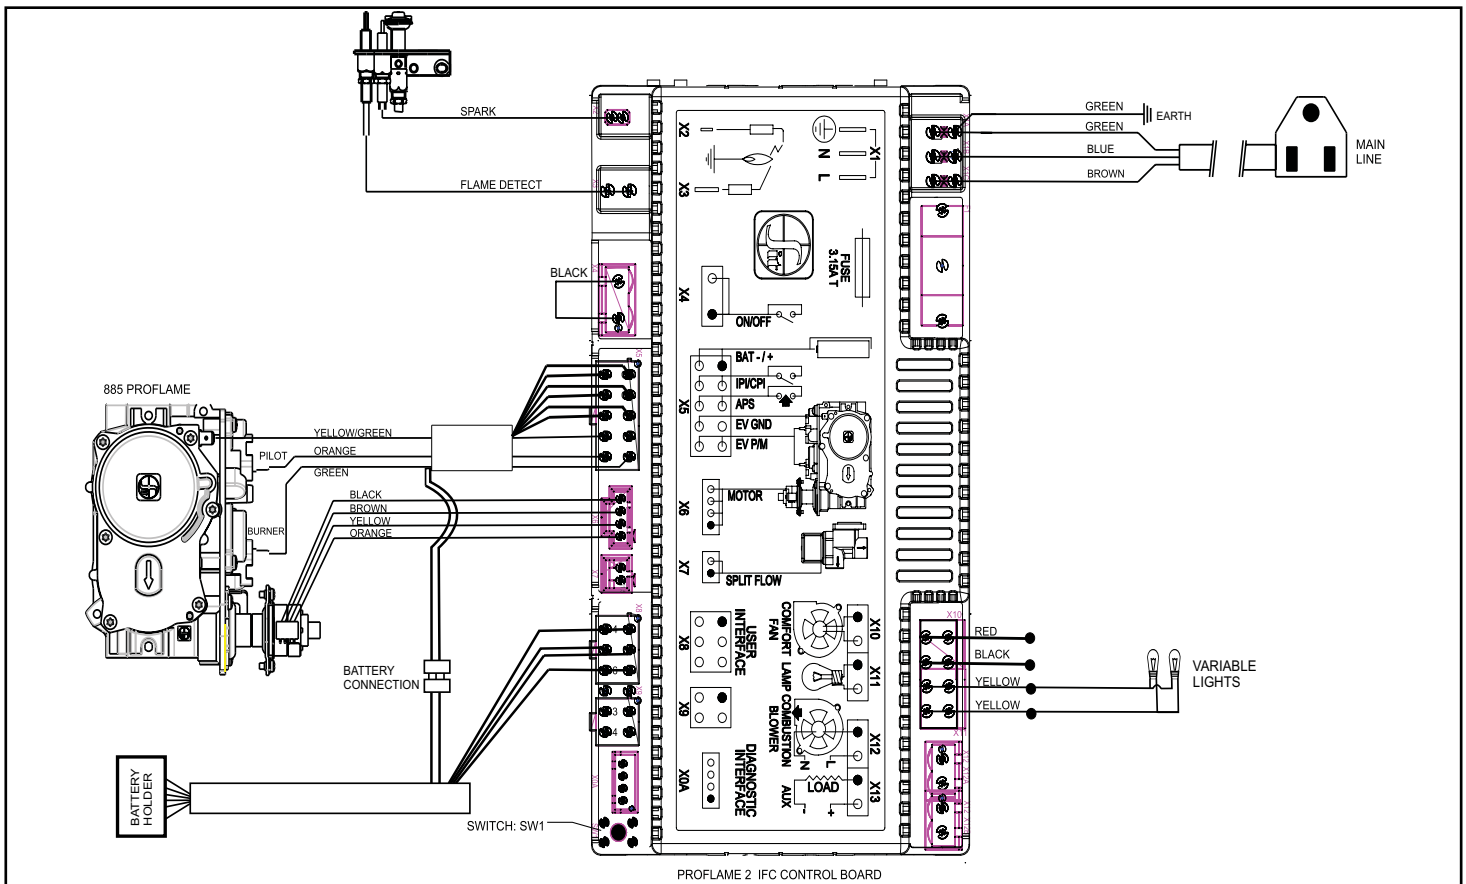 SPARK
FLAME DETECT
BLACK
885 PROFLAME
YELLOW/GREEN
PILOT
ORANGE
GREEN
BLACK
BROWN
YELLOW
ORANGE
BURNER
BATTERY
CONNECTION
BATTERY
HOLDER
SWITCH: SW1
X2
X3
X4
ON/OFF
X5
BAT - / +
IPI/CPI
APS
EV GND
EV P/M
X6
MOTOR
X7
SPLIT FLOW
X8
USER
INTERFACE
X9
X0A
DIAGNOSTIC
INTERFACE
X1
N
L
FUSE
3.15A T
COMFORT
FAN
X10
LAMP
X11
COMBUSTION
BLOWER
X12
N
L
LOAD
AUX
- +
X13
X5
X8
X10
GREEN
EARTH
GREEN
BLUE
BROWN
MAIN
LINE
RED
BLACK
YELLOW
YELLOW
VARIABLE
LIGHTS
PROFLAME 2 IFC CONTROL BOARD